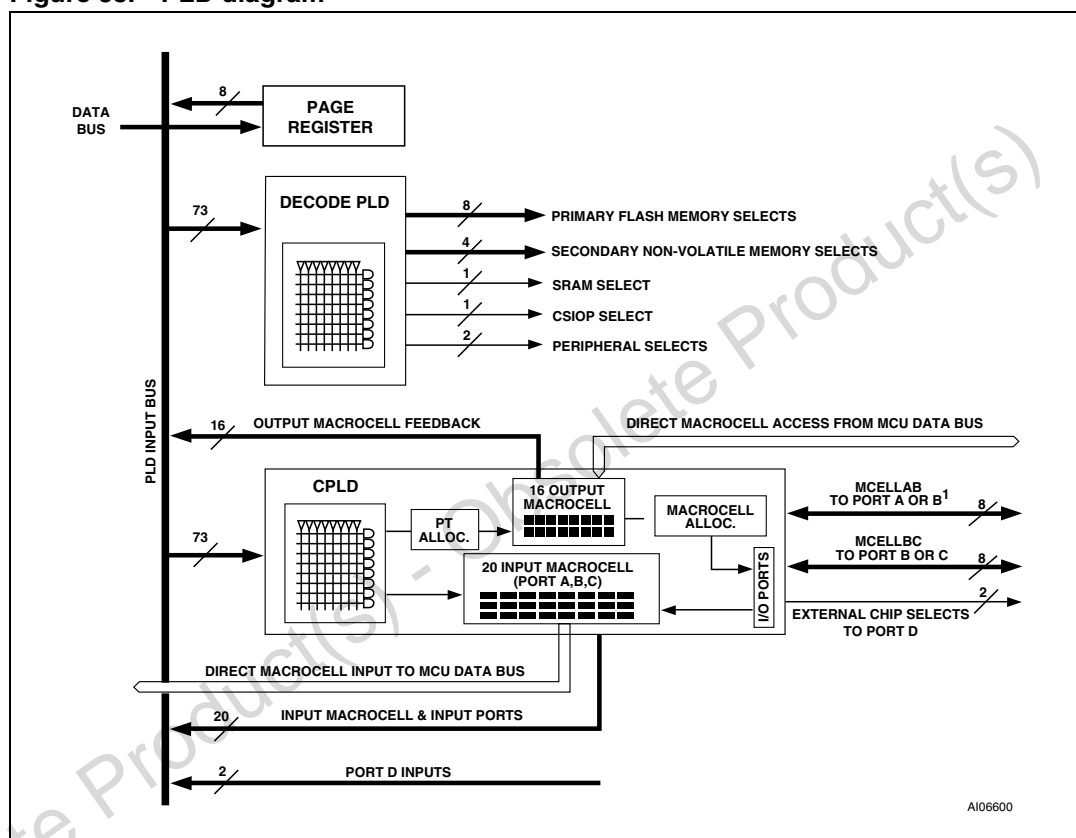 Figure 38. PLD diagram
8
DATA
BUS
PAGE
REGISTER
73
DECODE PLD
8
PRIMARY FLASH MEMORY SELECTS
4
SECONDARY NON-VOLATILE MEMORY SELECTS
1
SRAM SELECT
1
CSIOP SELECT
2
PERIPHERAL SELECTS
PLD INPUT BUS
16
OUTPUT MACROCELL FEEDBACK
DIRECT MACROCELL ACCESS FROM MCU DATA BUS
CPLD
73
PT
ALLOC.
16 OUTPUT
MACROCELL
MACROCELL
ALLOC.
20 INPUT MACROCELL
(PORT A,B,C)
I/O PORTS
MCELLAB
TO PORT A OR B1
8
MCELLBC
TO PORT B OR C
8
2
EXTERNAL CHIP SELECTS
TO PORT D
DIRECT MACROCELL INPUT TO MCU DATA BUS
20
INPUT MACROCELL & INPUT PORTS
2
PORT D INPUTS
AI06600
te Product(s) - Obsolete Product(s)